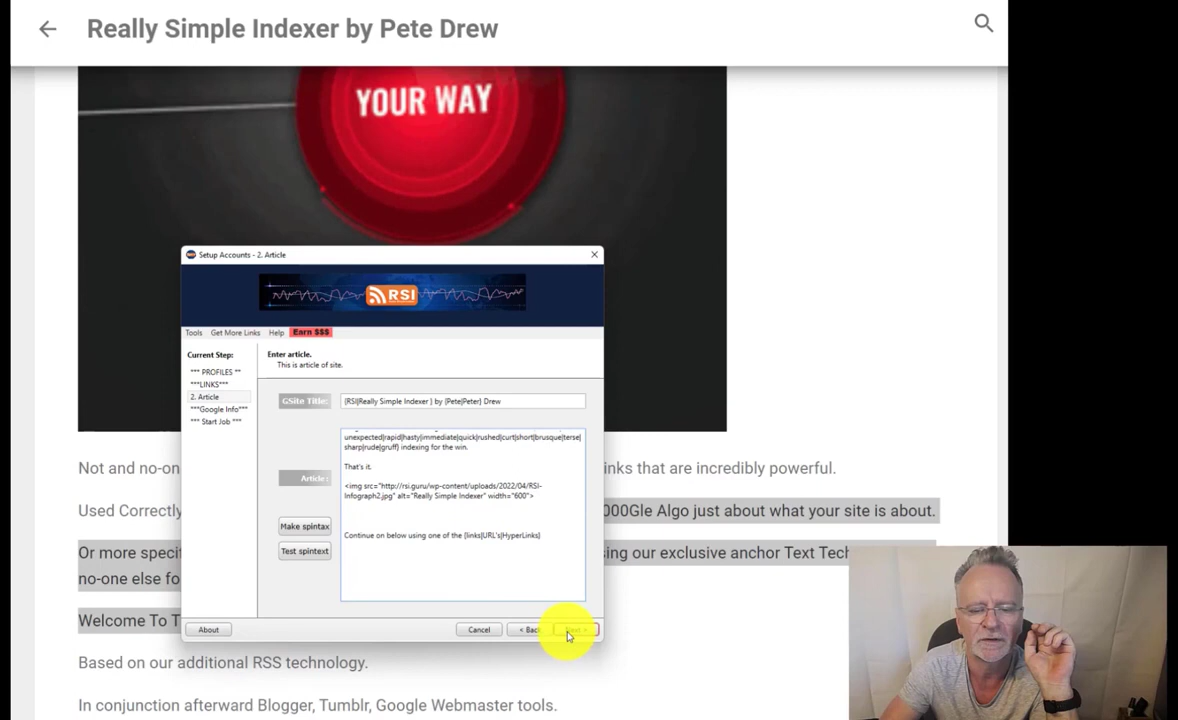 Really Simple Indexer by Pete Drew
YOUR WAY
Setup Accounts - 2. Article
RSI
Tools Get More Links Help Earn $$$
Current Step:
*** PROFILES **
***LINKS***
2. Article
***Google Info***
*** Start Job ***
Enter article.
This is article of site.
GSite Title:
{RSI|Really Simple Indexer } by {Pete|Peter} Drew
unexpected|rapid|hasty|immediate|quick|rushed|curt|short|brusque|terse|
sharp|rude|gruff} indexing for the win.
That's it.
Article :
<img src="http://rsi.guru/wp-content/uploads/2022/04/RSI-
Infograph2.jpg" alt="Really Simple Indexer" width="600">
Make spintax
Continue on below using one of the {links|URL's|HyperLinks}
Test spintext
About
Cancel
< Back
Next >
Not and no-on
inks that are incredibly powerful.
Used Correctly
000Gle Algo just about what your site is about.
Or more specif
ing our exclusive anchor Text Tech
no-one else fo
Welcome To T
Based on our additional RSS technology.
In conjunction afterward Blogger, Tumblr, Google Webmaster tools.